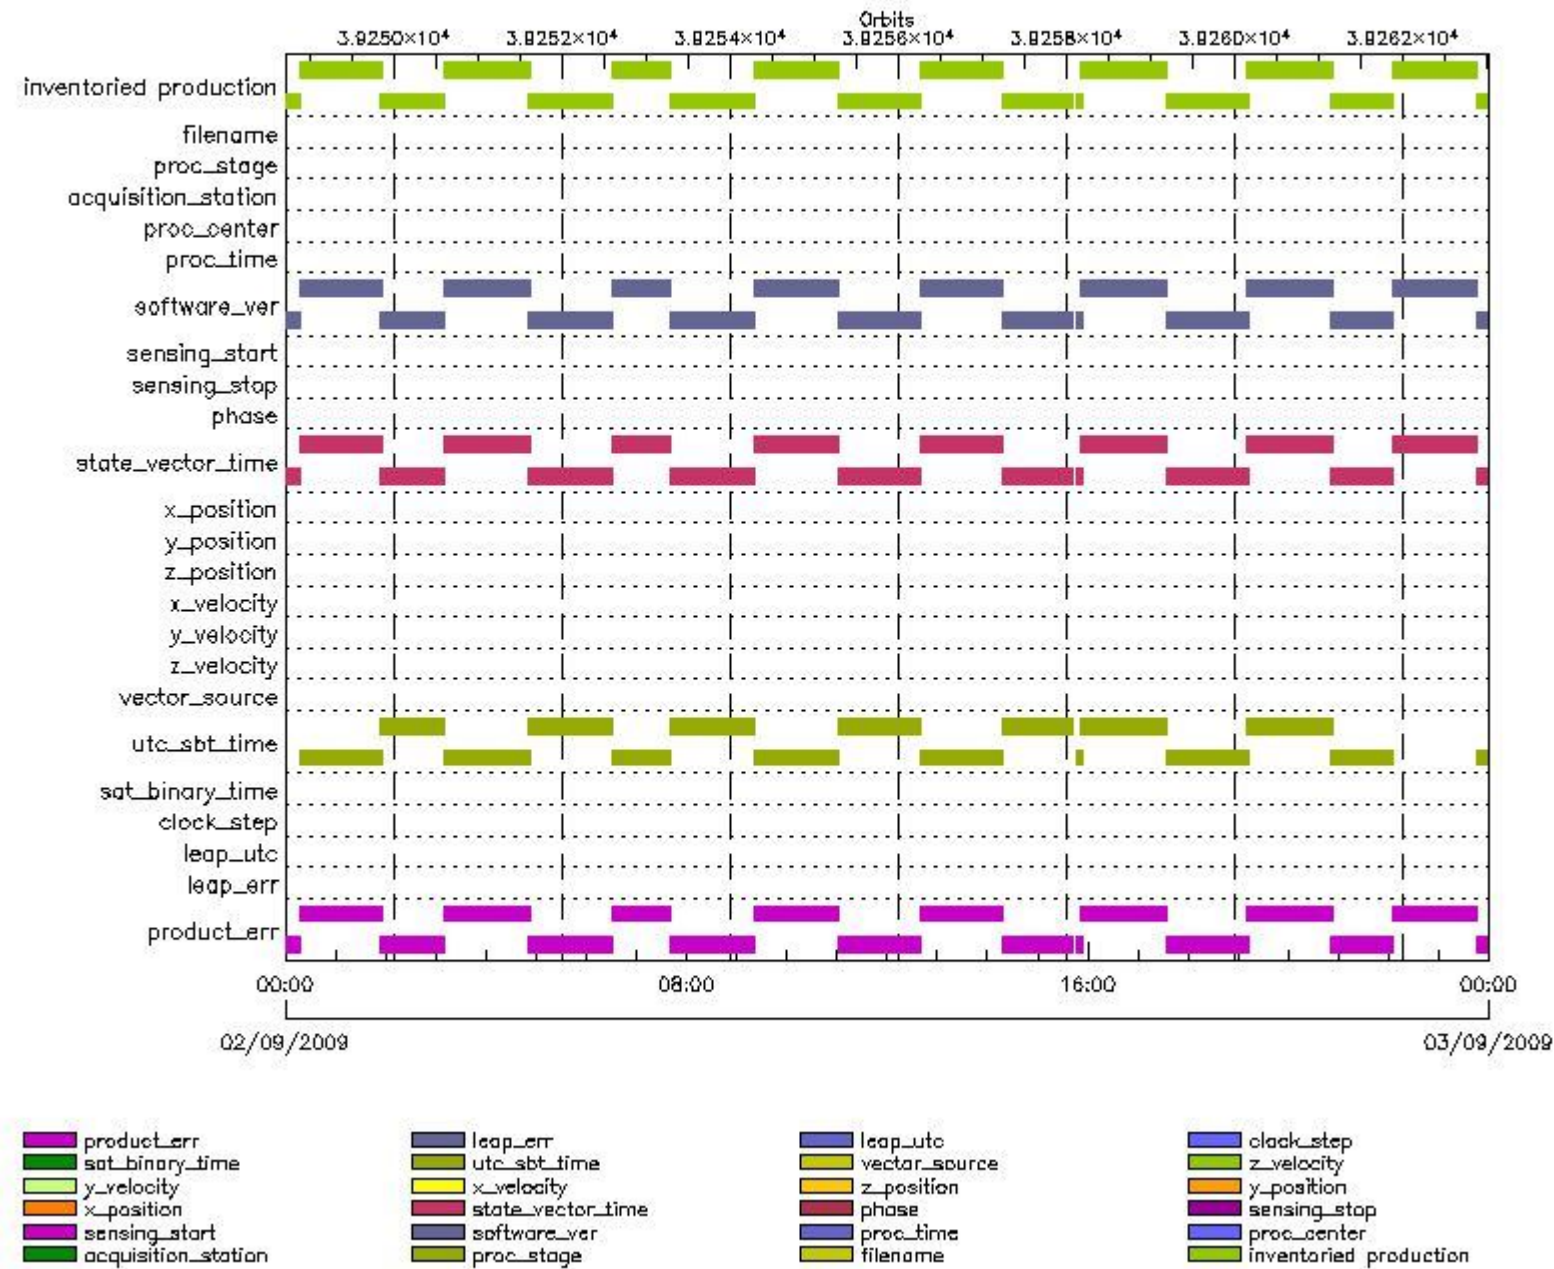 Orbits
3.9250×10⁴ 3.9252×10⁴ 3.9254×10⁴ 3.9256×10⁴ 3.9258×10⁴ 3.9260×10⁴ 3.9262×10⁴
inventoried production
filename
proc_stage
acquisition_station
proc_center
proc_time
software_ver
sensing_start
sensing_stop
phase
state_vector_time
x_position
y_position
z_position
x_velocity
y_velocity
z_velocity
vector_source
utc_sbt_time
sat_binary_time
clock_step
leap_utc
leap_err
product_err
00:00 08:00 16:00 00:00
02/09/2009 03/09/2009
product_err leap_err leap_utc clock_step
sat_binary_time utc_sbt_time vector_source z_velocity
y_velocity x_velocity z_position y_position
x_position state_vector_time phase sensing_stop
sensing_start software_ver proc_time proc_center
acquisition_station proc_stage filename inventoried production